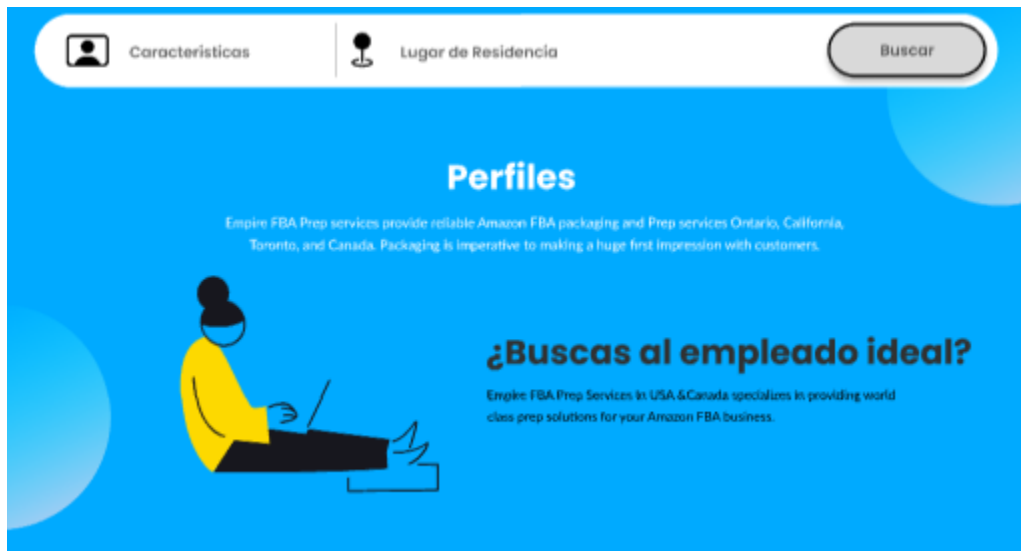 Caracteristicas
Lugar de Residencia
Buscar
Perfiles
Empire FBA Prep services provide reliable Amazon FBA packaging and Prep services Ontario, California,
Toronto, and Canada. Packaging is imperative to making a huge first impression with customers.
¿Buscas al empleado ideal?
Empire FBA Prep Services in USA &Canada specializes in providing world
class prep solutions for your Amazon FBA business.